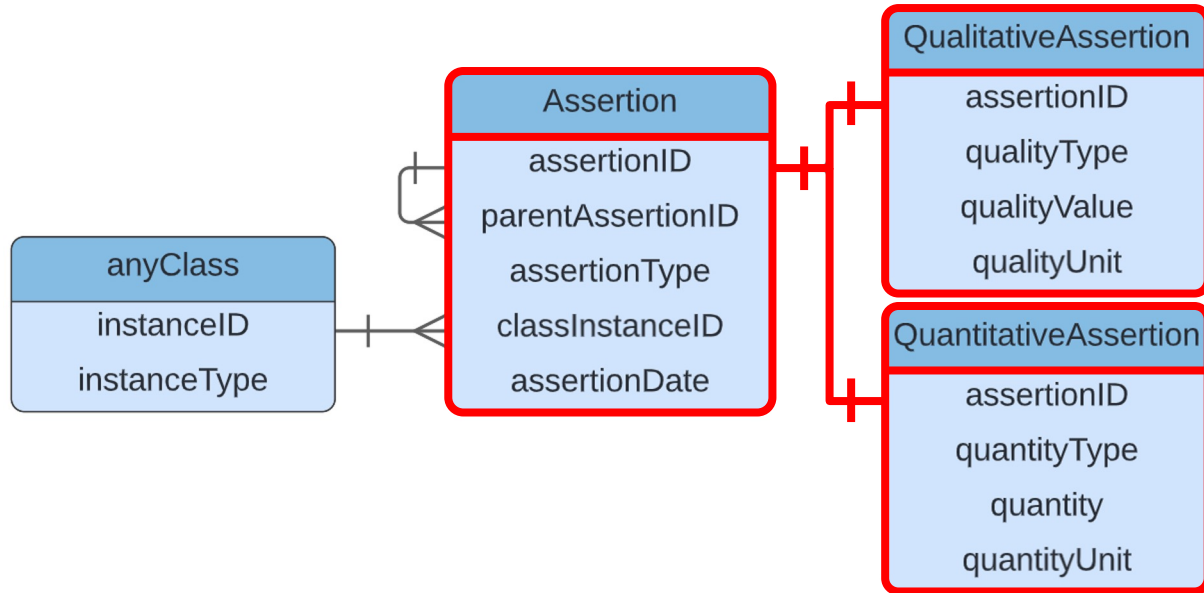 anyClass
instanceID
instanceType
Assertion
assertionID
parentAssertionID
assertionType
classInstanceID
assertionDate
QualitativeAssertion
assertionID
qualityType
qualityValue
qualityUnit
QuantitativeAssertion
assertionID
quantityType
quantity
quantityUnit